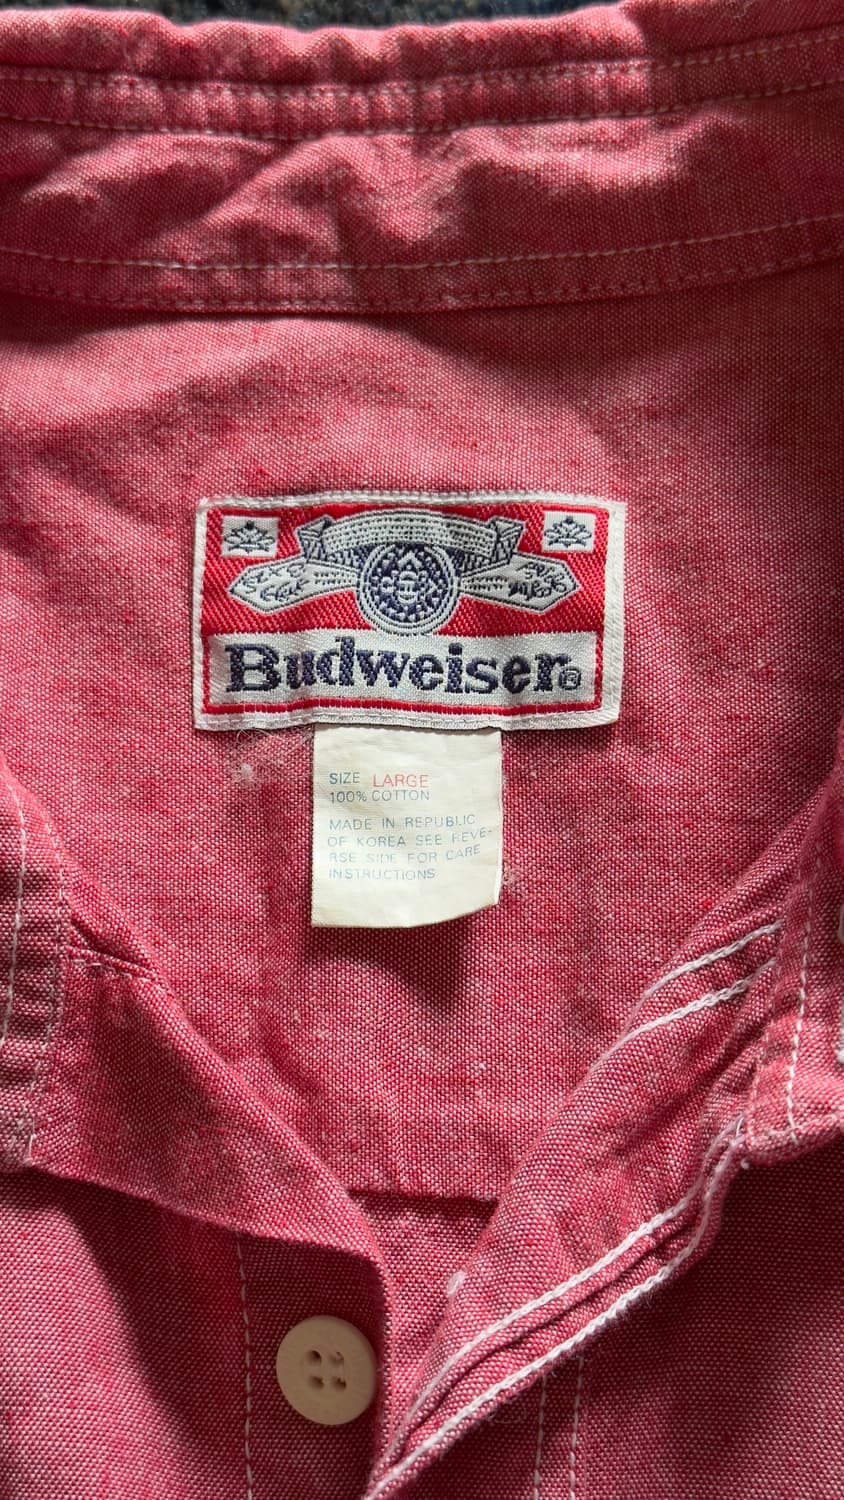 Budweiser®
SIZE LARGE
100% COTTON
MADE IN REPUBLIC
OF KOREA SEE REVE-
RSE SIDE FOR CARE
INSTRUCTIONS